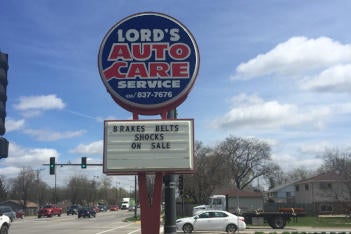 LORD'S
AUTO
CARE
SERVICE
837-7676
BRAKES BELTS
SHOCKS
ON SALE